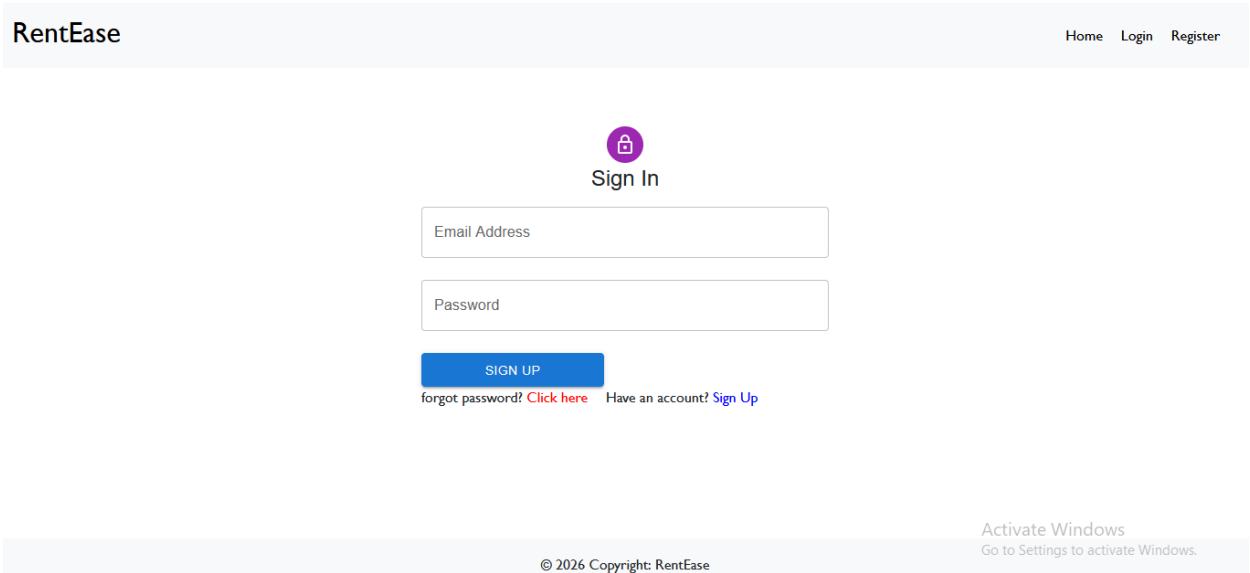 RentEase
Home Login Register
Sign In
Email Address
Password
SIGN UP
forgot password? Click here Have an account? Sign Up
Activate Windows
Go to Settings to activate Windows.
© 2026 Copyright: RentEase